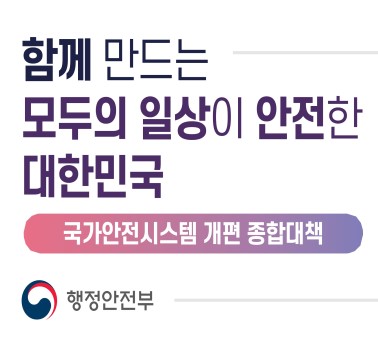 함께 만드는
모두의 일상이 안전한
대한민국
국가안전시스템 개편 종합대책
행정안전부